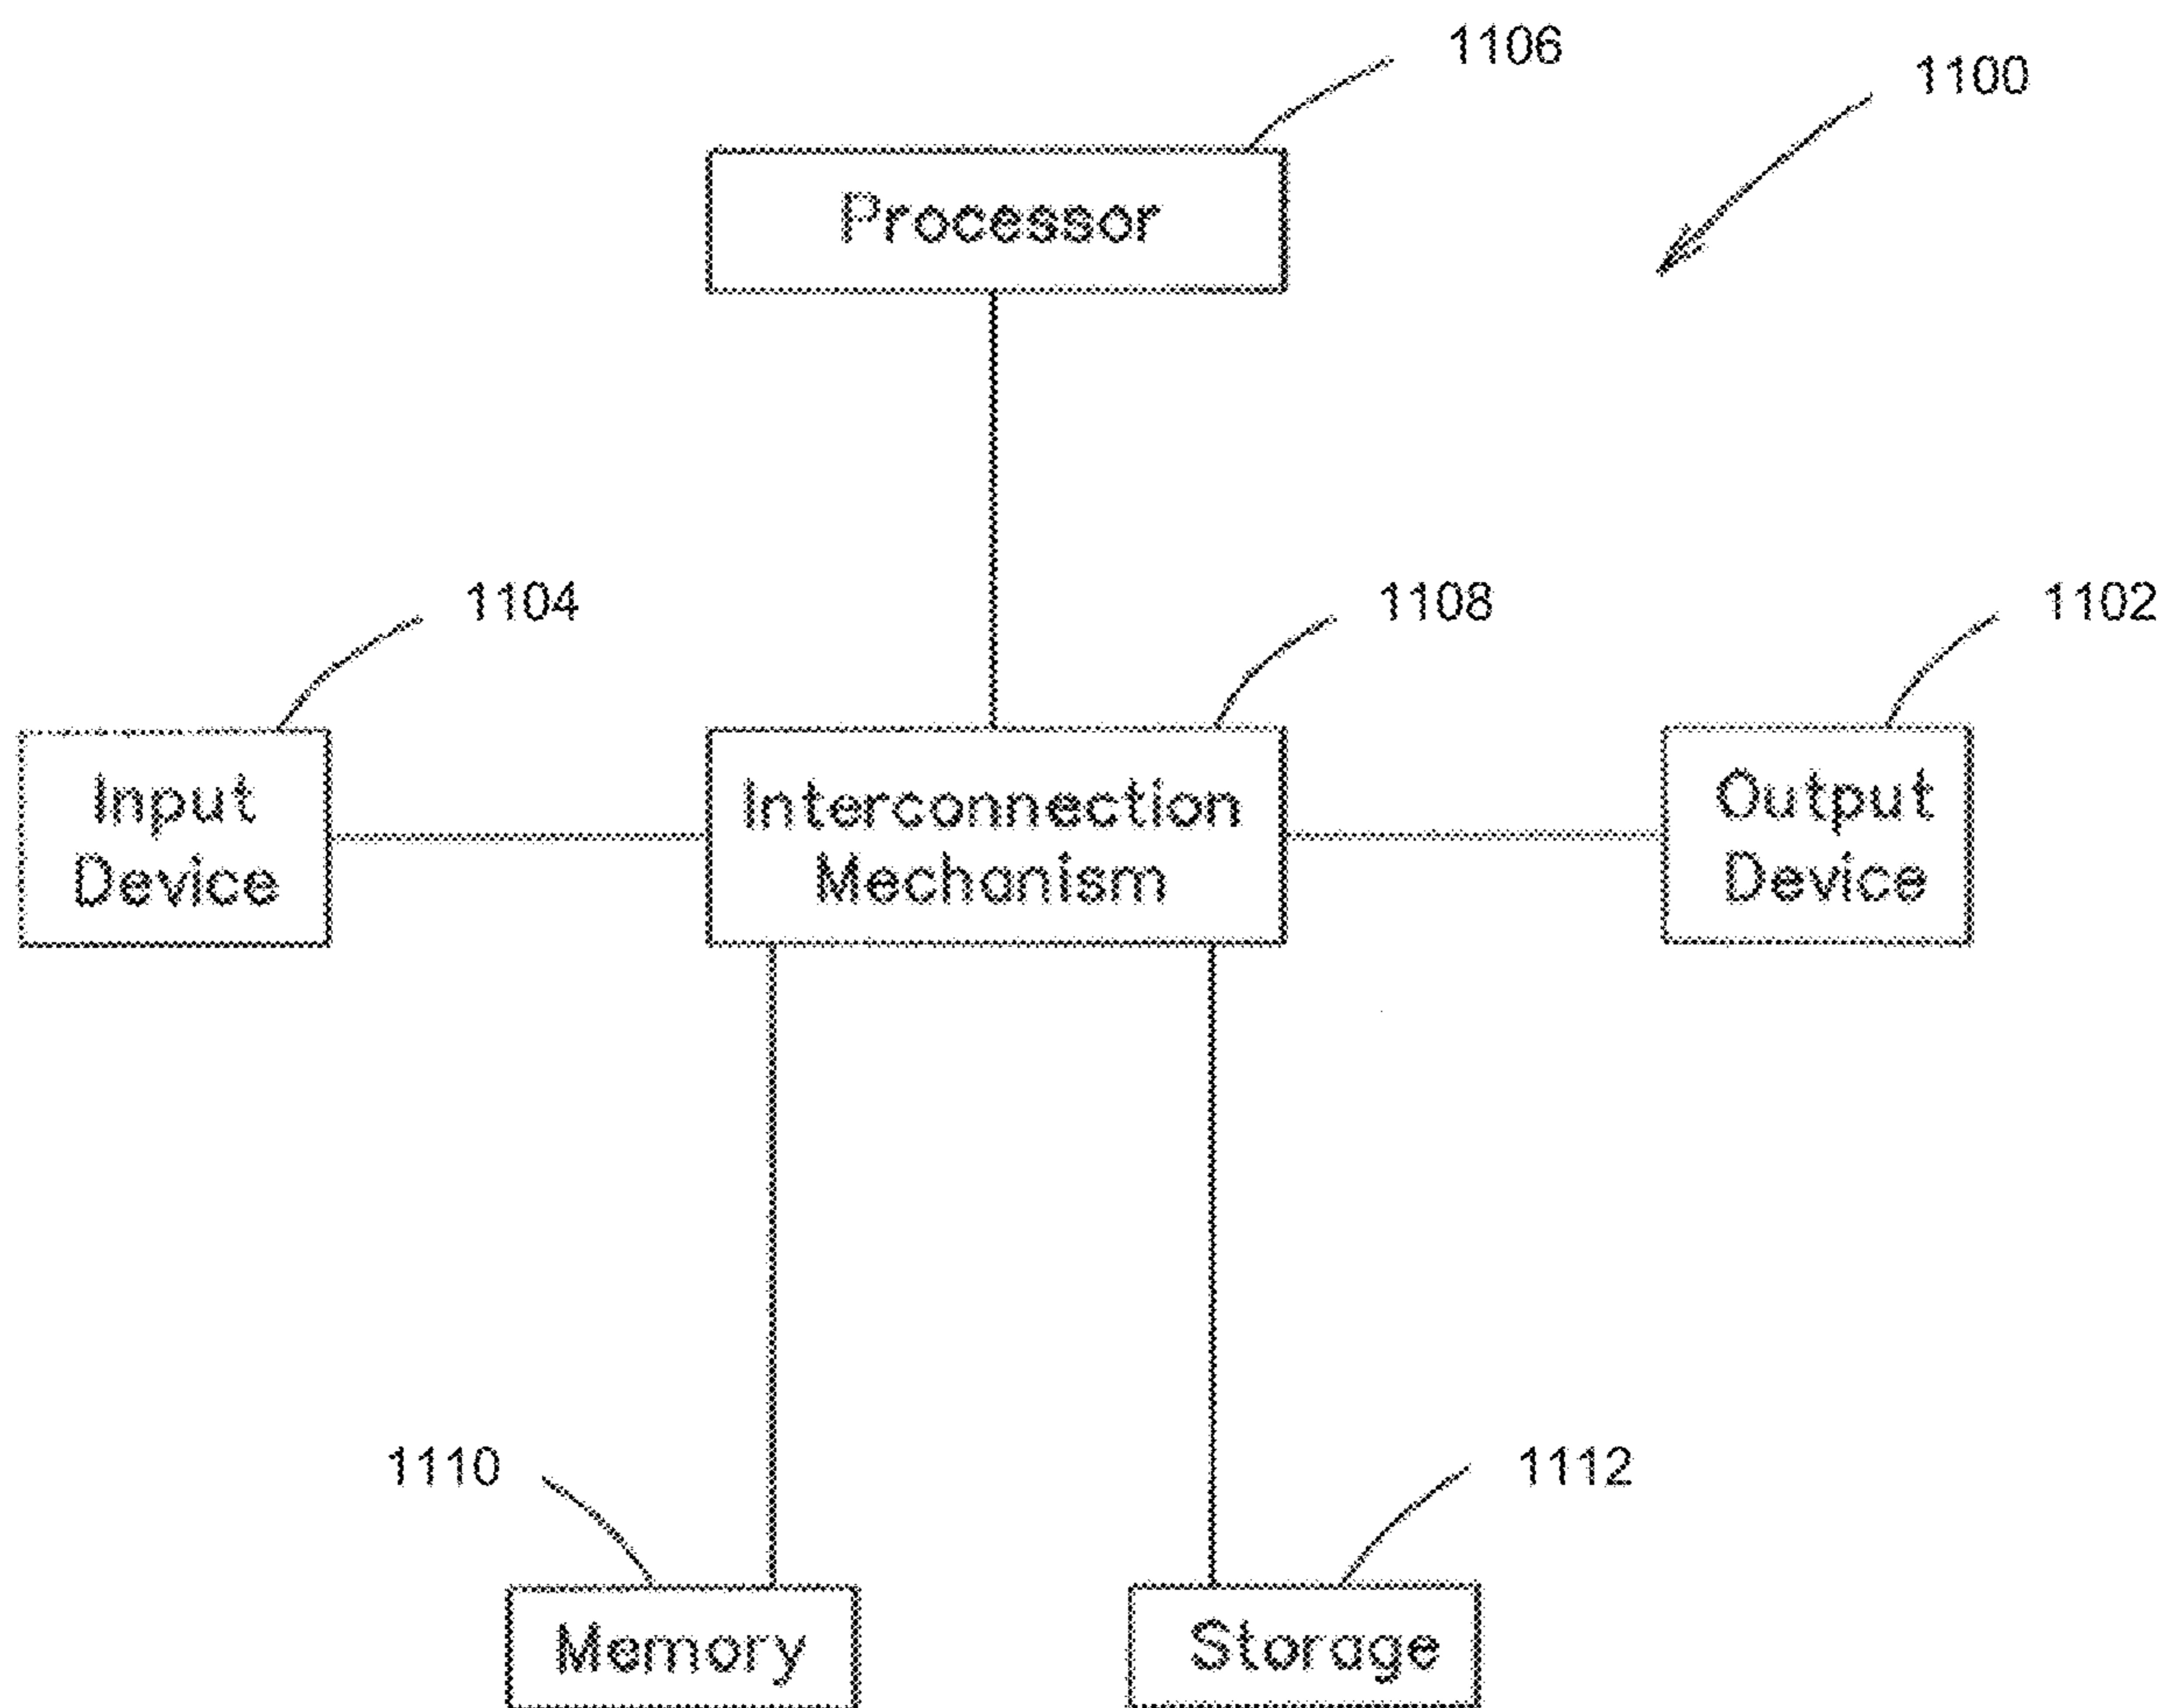 1106
1100
Processor
1104
1108
1102
Input
Device
Interconnection
Mechanism
Output
Device
1110
1112
Memory
Storage